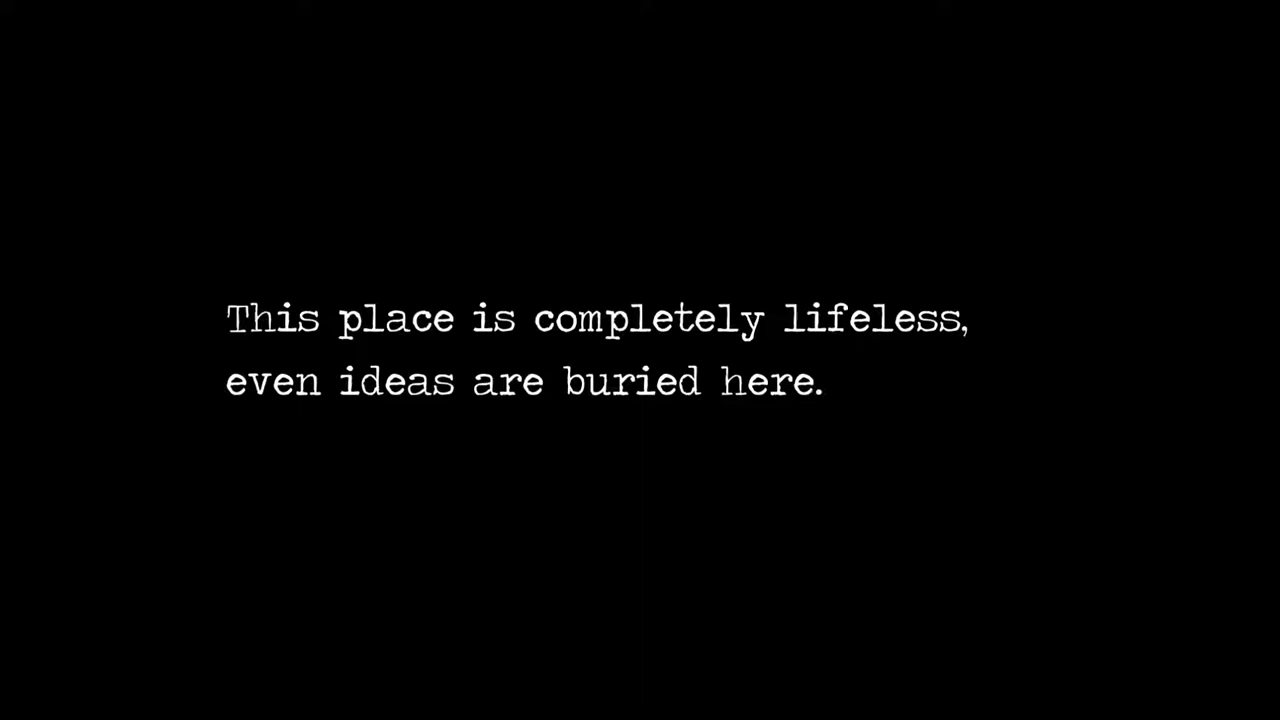 This place is completely lifeless,
even ideas are buried here.